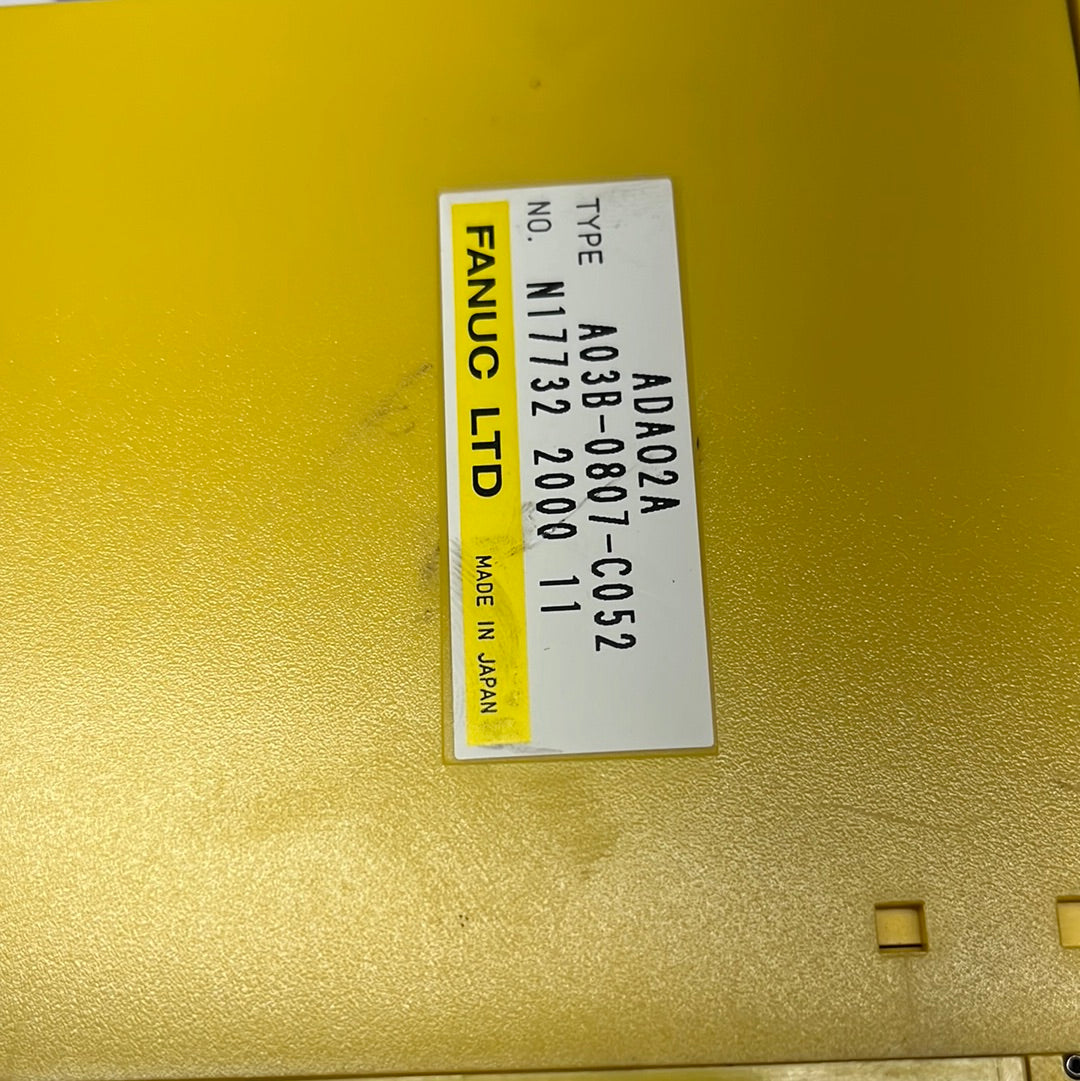 ADA02A
TYPE A03B-0807-C052
NO. N17732 2000 11
FANUC LTD MADE IN JAPAN